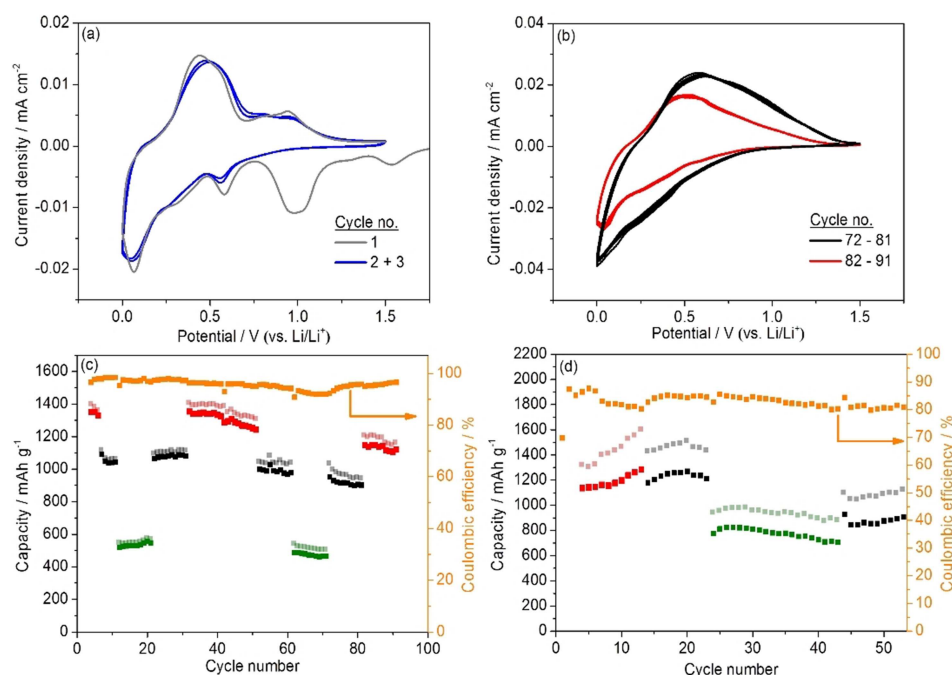 (a)
0.02
0.01
0.00
-0.01
-0.02
Current density / mA cm⁻²
Cycle no.
1
2 + 3
0.0 0.5 1.0 1.5
Potential / V (vs. Li/Li⁺)
(b)
0.04
0.02
0.00
-0.02
-0.04
Current density / mA cm⁻²
Cycle no.
72 - 81
82 - 91
0.0 0.5 1.0 1.5
Potential / V (vs. Li/Li⁺)
(c)
1600
1400
1200
1000
800
600
400
200
0
Capacity / mAh g⁻¹
100
80
60
40
20
0
Coulombic efficiency / %
0 20 40 60 80 100
Cycle number
(d)
2200
2000
1800
1600
1400
1200
1000
800
600
400
200
0
Capacity / mAh g⁻¹
100
90
80
70
60
50
40
30
20
10
0
Coulombic efficiency / %
0 10 20 30 40 50
Cycle number